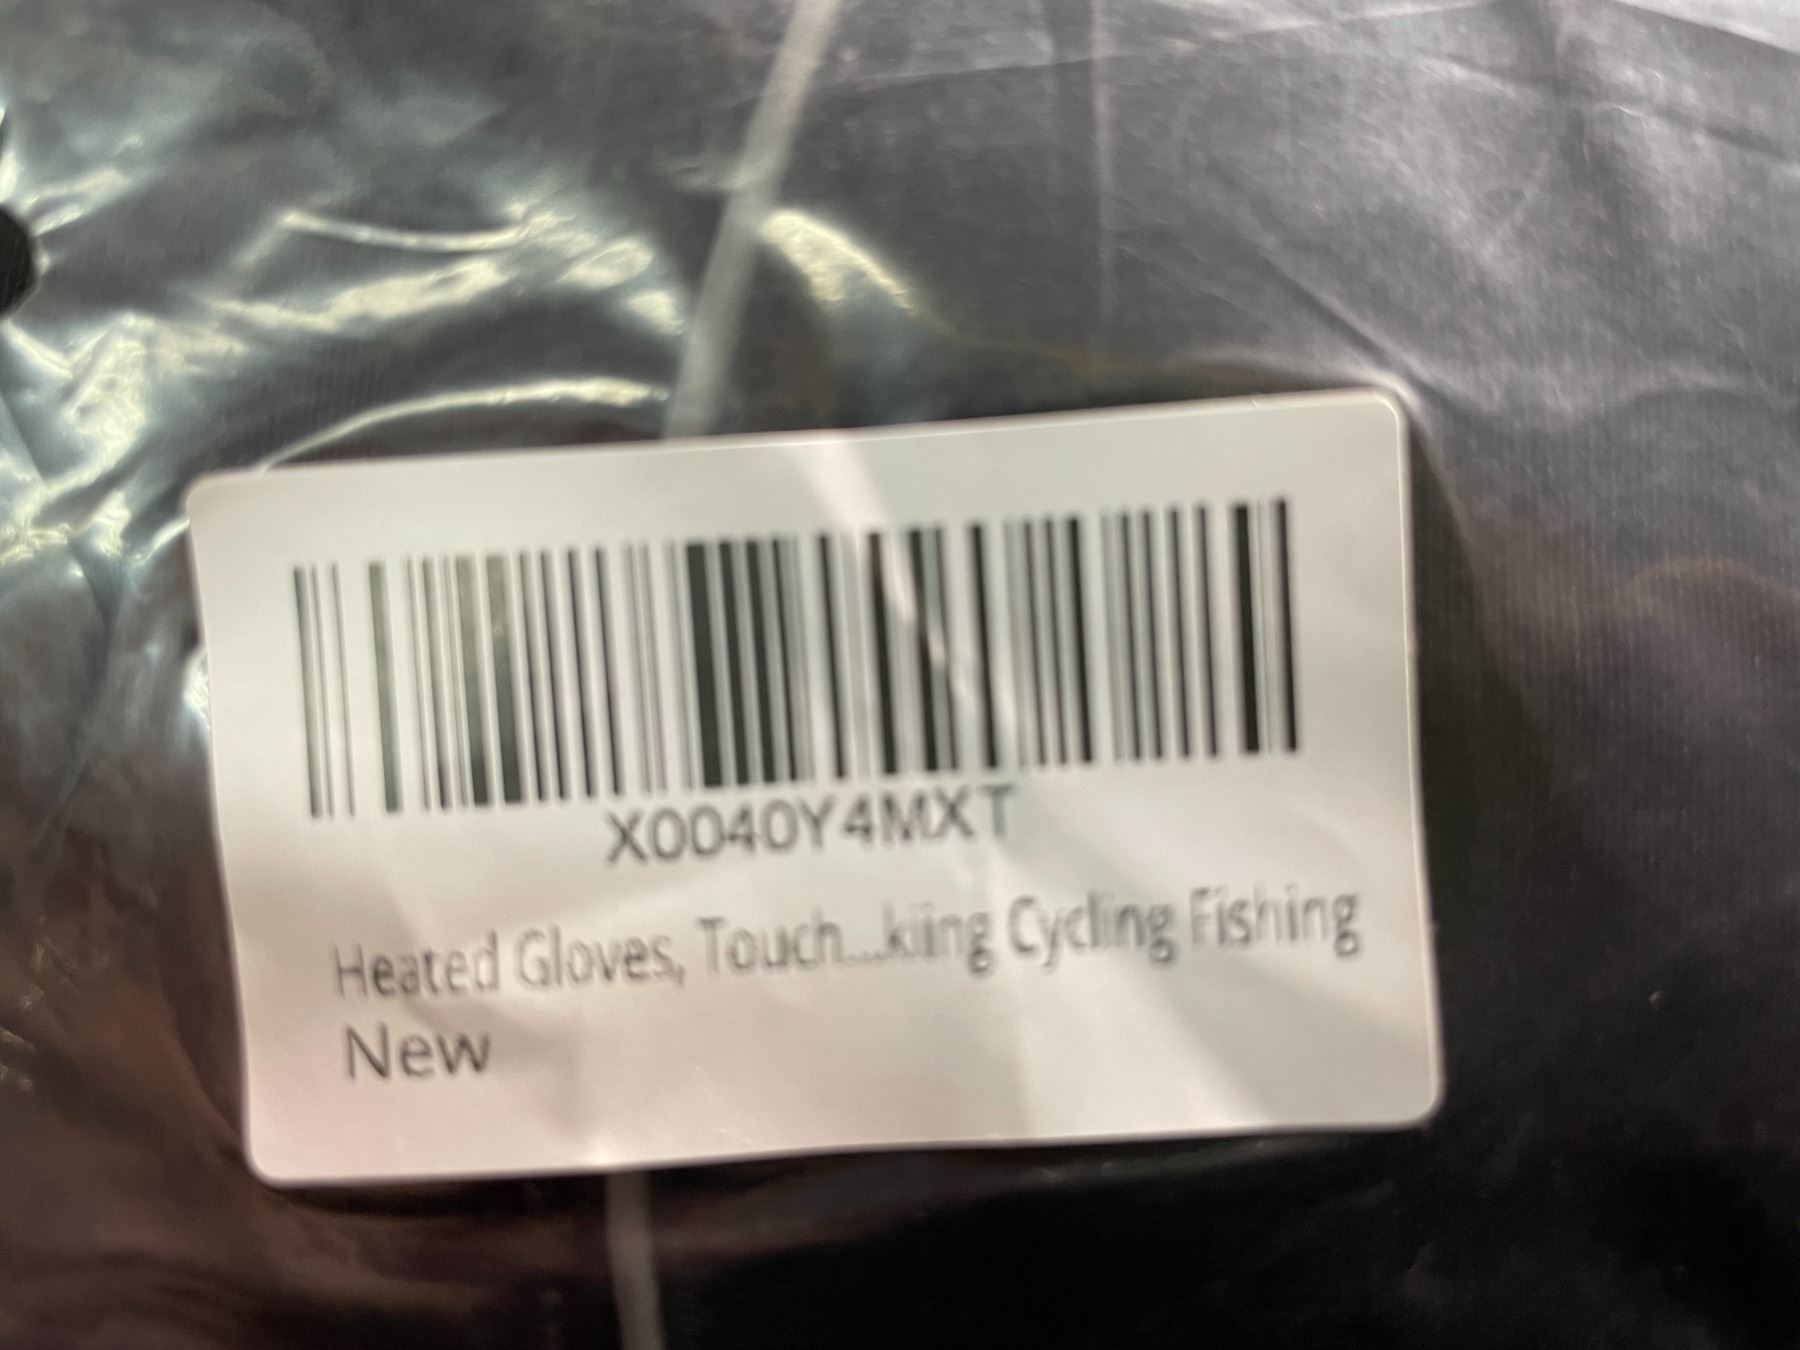 X0040Y4MXT
Heated Gloves, Touch...kiing Cycling Fishing
New